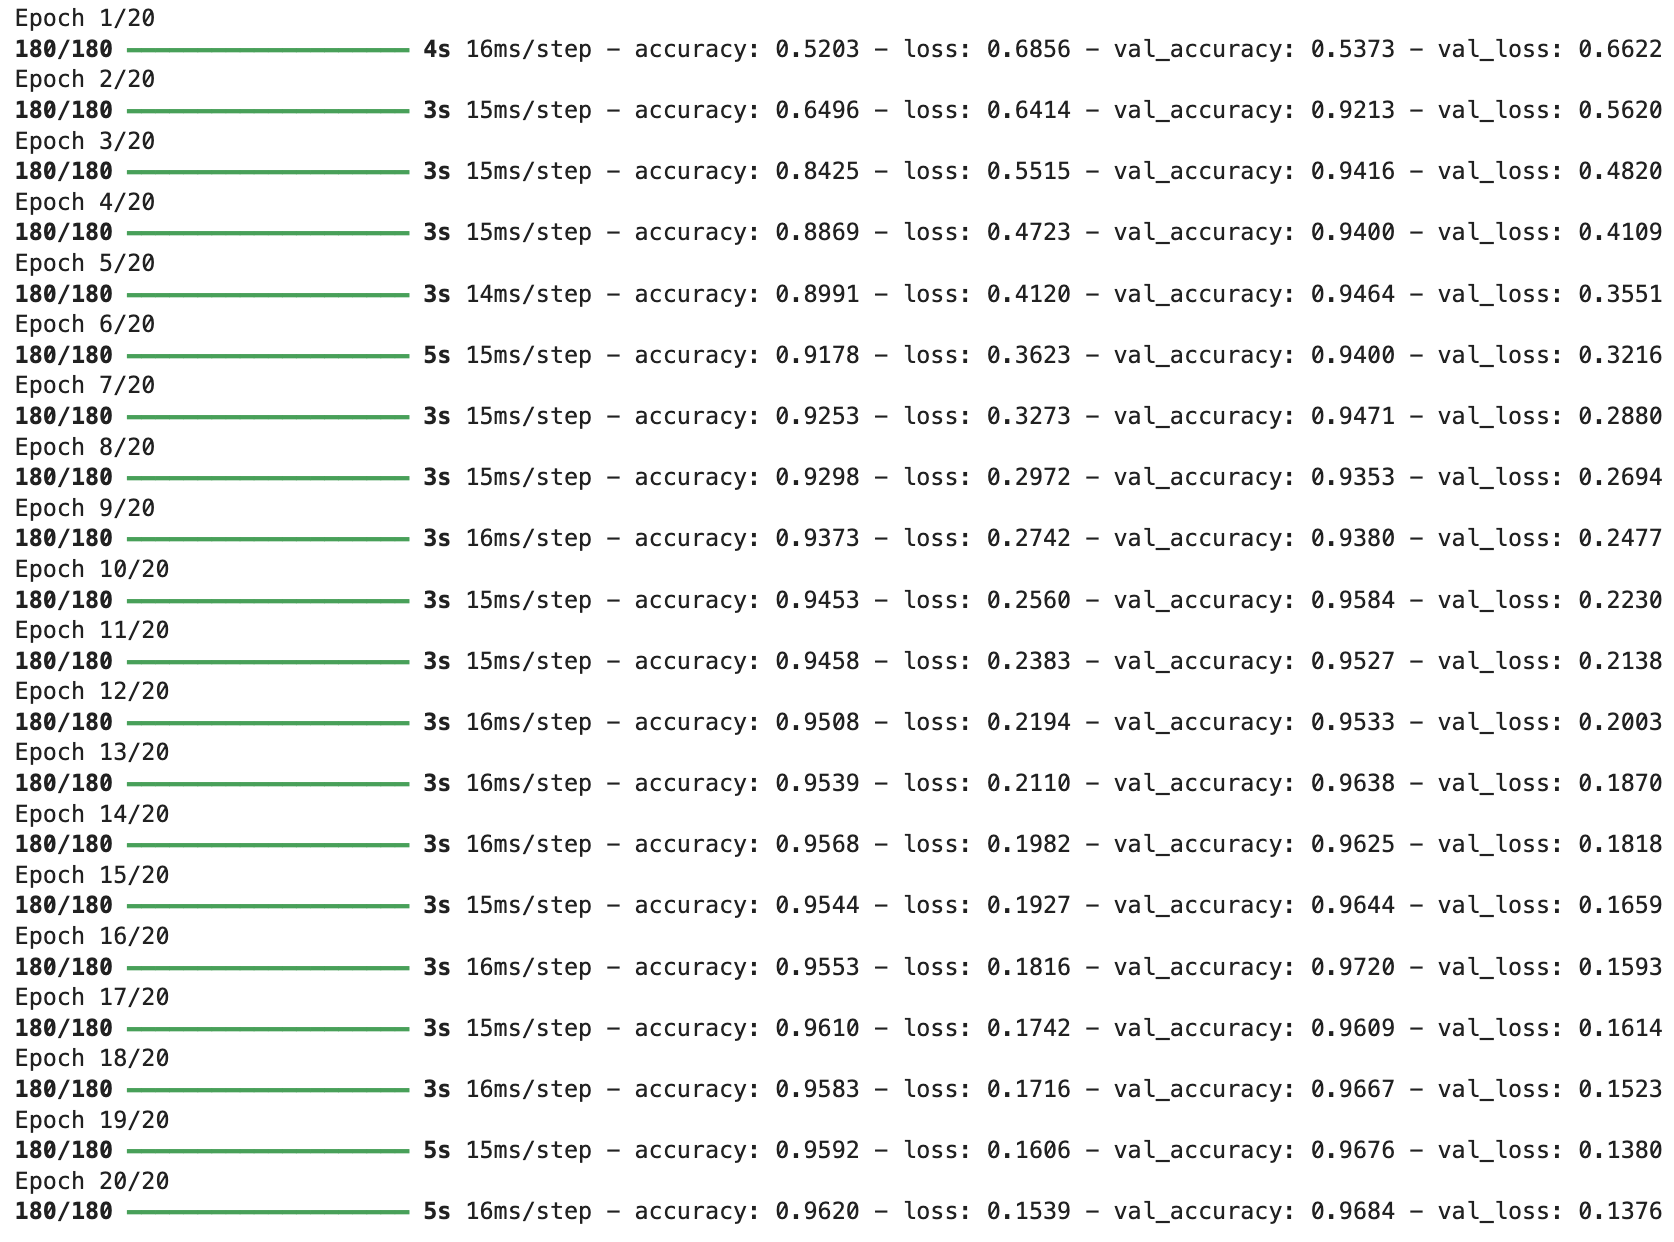 Epoch 1/20
180/180 ━━━━━━━━━━━━━━━━━━━━ 4s 16ms/step - accuracy: 0.5203 - loss: 0.6856 - val_accuracy: 0.5373 - val_loss: 0.6622
Epoch 2/20
180/180 ━━━━━━━━━━━━━━━━━━━━ 3s 15ms/step - accuracy: 0.6496 - loss: 0.6414 - val_accuracy: 0.9213 - val_loss: 0.5620
Epoch 3/20
180/180 ━━━━━━━━━━━━━━━━━━━━ 3s 15ms/step - accuracy: 0.8425 - loss: 0.5515 - val_accuracy: 0.9416 - val_loss: 0.4820
Epoch 4/20
180/180 ━━━━━━━━━━━━━━━━━━━━ 3s 15ms/step - accuracy: 0.8869 - loss: 0.4723 - val_accuracy: 0.9400 - val_loss: 0.4109
Epoch 5/20
180/180 ━━━━━━━━━━━━━━━━━━━━ 3s 14ms/step - accuracy: 0.8991 - loss: 0.4120 - val_accuracy: 0.9464 - val_loss: 0.3551
Epoch 6/20
180/180 ━━━━━━━━━━━━━━━━━━━━ 5s 15ms/step - accuracy: 0.9178 - loss: 0.3623 - val_accuracy: 0.9400 - val_loss: 0.3216
Epoch 7/20
180/180 ━━━━━━━━━━━━━━━━━━━━ 3s 15ms/step - accuracy: 0.9253 - loss: 0.3273 - val_accuracy: 0.9471 - val_loss: 0.2880
Epoch 8/20
180/180 ━━━━━━━━━━━━━━━━━━━━ 3s 15ms/step - accuracy: 0.9298 - loss: 0.2972 - val_accuracy: 0.9353 - val_loss: 0.2694
Epoch 9/20
180/180 ━━━━━━━━━━━━━━━━━━━━ 3s 16ms/step - accuracy: 0.9373 - loss: 0.2742 - val_accuracy: 0.9380 - val_loss: 0.2477
Epoch 10/20
180/180 ━━━━━━━━━━━━━━━━━━━━ 3s 15ms/step - accuracy: 0.9453 - loss: 0.2560 - val_accuracy: 0.9584 - val_loss: 0.2230
Epoch 11/20
180/180 ━━━━━━━━━━━━━━━━━━━━ 3s 15ms/step - accuracy: 0.9458 - loss: 0.2383 - val_accuracy: 0.9527 - val_loss: 0.2138
Epoch 12/20
180/180 ━━━━━━━━━━━━━━━━━━━━ 3s 16ms/step - accuracy: 0.9508 - loss: 0.2194 - val_accuracy: 0.9533 - val_loss: 0.2003
Epoch 13/20
180/180 ━━━━━━━━━━━━━━━━━━━━ 3s 16ms/step - accuracy: 0.9539 - loss: 0.2110 - val_accuracy: 0.9638 - val_loss: 0.1870
Epoch 14/20
180/180 ━━━━━━━━━━━━━━━━━━━━ 3s 16ms/step - accuracy: 0.9568 - loss: 0.1982 - val_accuracy: 0.9625 - val_loss: 0.1818
Epoch 15/20
180/180 ━━━━━━━━━━━━━━━━━━━━ 3s 15ms/step - accuracy: 0.9544 - loss: 0.1927 - val_accuracy: 0.9644 - val_loss: 0.1659
Epoch 16/20
180/180 ━━━━━━━━━━━━━━━━━━━━ 3s 16ms/step - accuracy: 0.9553 - loss: 0.1816 - val_accuracy: 0.9720 - val_loss: 0.1593
Epoch 17/20
180/180 ━━━━━━━━━━━━━━━━━━━━ 3s 15ms/step - accuracy: 0.9610 - loss: 0.1742 - val_accuracy: 0.9609 - val_loss: 0.1614
Epoch 18/20
180/180 ━━━━━━━━━━━━━━━━━━━━ 3s 16ms/step - accuracy: 0.9583 - loss: 0.1716 - val_accuracy: 0.9667 - val_loss: 0.1523
Epoch 19/20
180/180 ━━━━━━━━━━━━━━━━━━━━ 5s 15ms/step - accuracy: 0.9592 - loss: 0.1606 - val_accuracy: 0.9676 - val_loss: 0.1380
Epoch 20/20
180/180 ━━━━━━━━━━━━━━━━━━━━ 5s 16ms/step - accuracy: 0.9620 - loss: 0.1539 - val_accuracy: 0.9684 - val_loss: 0.1376